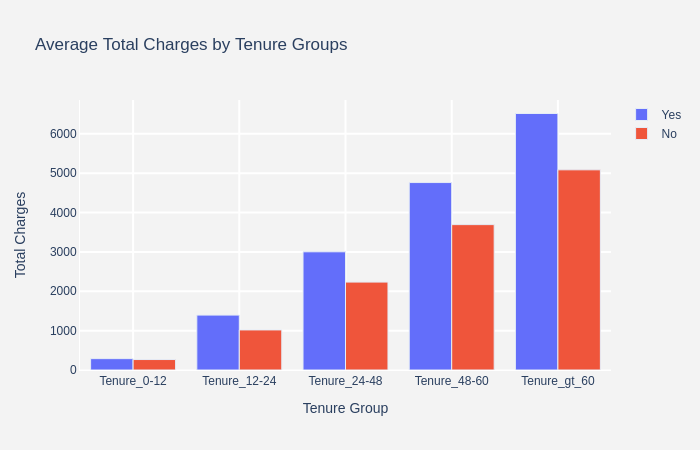 Average Total Charges by Tenure Groups
Yes
No
6000
5000
4000
3000
2000
1000
0
Total Charges
Tenure_0-12
Tenure_12-24
Tenure_24-48
Tenure_48-60
Tenure_gt_60
Tenure Group